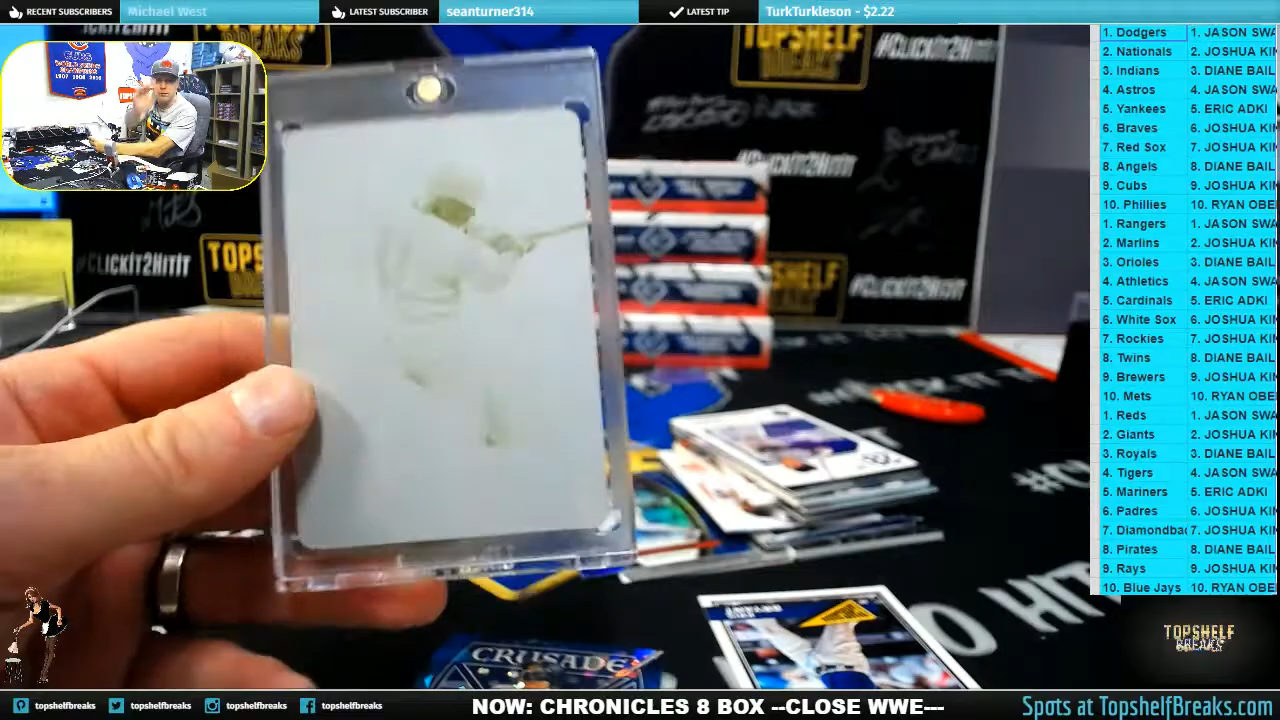 RECENT SUBSCRIBERS Michael West LATEST SUBSCRIBER seanturner314 LATEST TIP TurkTurkleson - $2.22
1. Dodgers 1. JASON SWA
2. Nationals 2. JOSHUA KI
3. Indians 3. DIANE BAIL
4. Astros 4. JASON SWA
5. Yankees 5. ERIC ADKI
6. Braves 6. JOSHUA KI
7. Red Sox 7. JOSHUA KI
8. Angels 8. DIANE BAIL
9. Cubs 9. JOSHUA KI
10. Phillies 10. RYAN OBE
1. Rangers 1. JASON SWA
2. Marlins 2. JOSHUA KI
3. Orioles 3. DIANE BAIL
4. Athletics 4. JASON SWA
5. Cardinals 5. ERIC ADKI
6. White Sox 6. JOSHUA KI
7. Rockies 7. JOSHUA KI
8. Twins 8. DIANE BAIL
9. Brewers 9. JOSHUA KI
10. Mets 10. RYAN OBE
1. Reds 1. JASON SWA
2. Giants 2. JOSHUA KI
3. Royals 3. DIANE BAIL
4. Tigers 4. JASON SWA
5. Mariners 5. ERIC ADKI
6. Padres 6. JOSHUA KI
7. Diamondbac 7. JOSHUA KI
8. Pirates 8. DIANE BAIL
9. Rays 9. JOSHUA KI
10. Blue Jays 10. RYAN OBE
CUBS
TOPSHELF
#CLICKIT2HITIT
#CLICKIT2HITIT
TOPS
#CLICKIT2HITIT
CRUSADE
O HIT
TOPSHELF
BREAKS
topshelfbreaks topshelfbreaks topshelfbreaks topshelfbreaks NOW: CHRONICLES 8 BOX --CLOSE WWE--- Spots at TopshelfBreaks.com